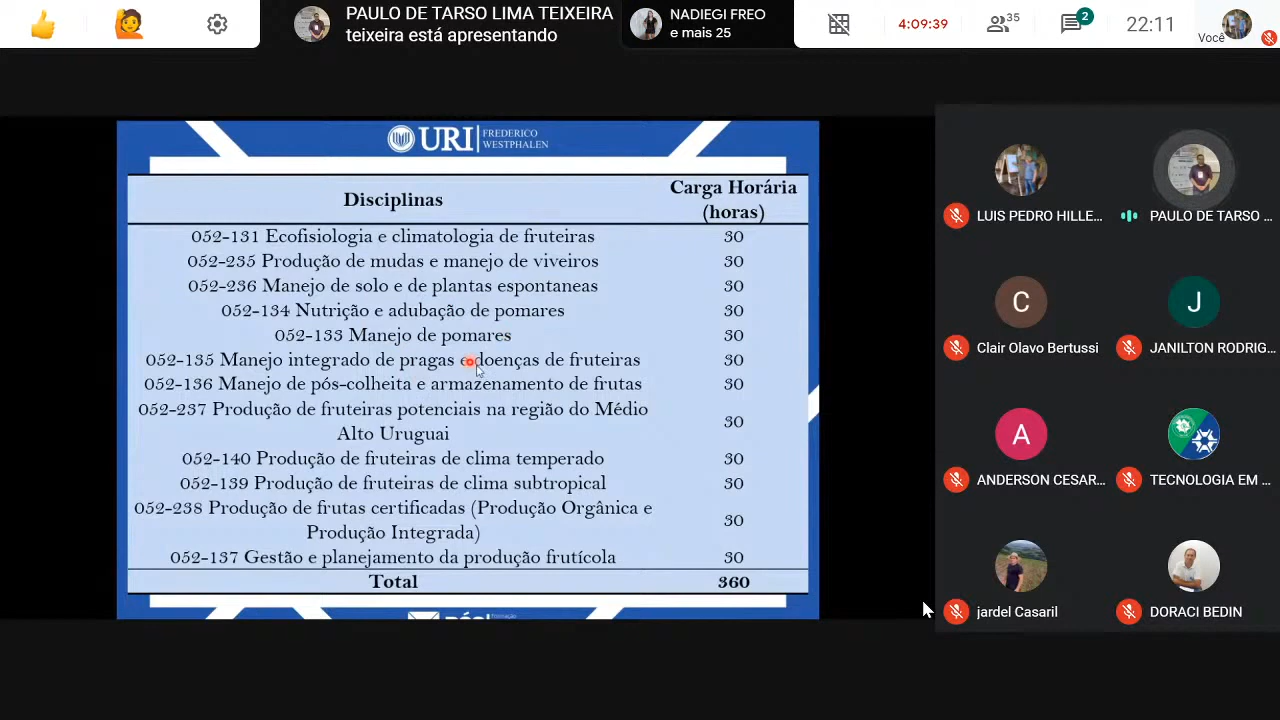 PAULO DE TARSO LIMA TEIXEIRA
teixeira está apresentando
NADIEGI FREO
e mais 25
4:09:39
35
2
22:11
Você
URI
FREDERICO
WESTPHALEN
Disciplinas
Carga Horária
(horas)
052-131 Ecofisiologia e climatologia de fruteiras 30
052-235 Produção de mudas e manejo de viveiros 30
052-236 Manejo de solo e de plantas espontaneas 30
052-134 Nutrição e adubação de pomares 30
052-133 Manejo de pomares 30
052-135 Manejo integrado de pragas e doenças de fruteiras 30
052-136 Manejo de pós-colheita e armazenamento de frutas 30
052-237 Produção de fruteiras potenciais na região do Médio
Alto Uruguai 30
052-140 Produção de fruteiras de clima temperado 30
052-139 Produção de fruteiras de clima subtropical 30
052-238 Produção de frutas certificadas (Produção Orgânica e
Produção Integrada) 30
052-137 Gestão e planejamento da produção frutícola 30
Total 360
LUIS PEDRO HILLE...
PAULO DE TARSO ...
C
J
Clair Olavo Bertussi
JANILTON RODRIG...
A
ANDERSON CESAR...
TECNOLOGIA EM ...
jardel Casaril
DORACI BEDIN